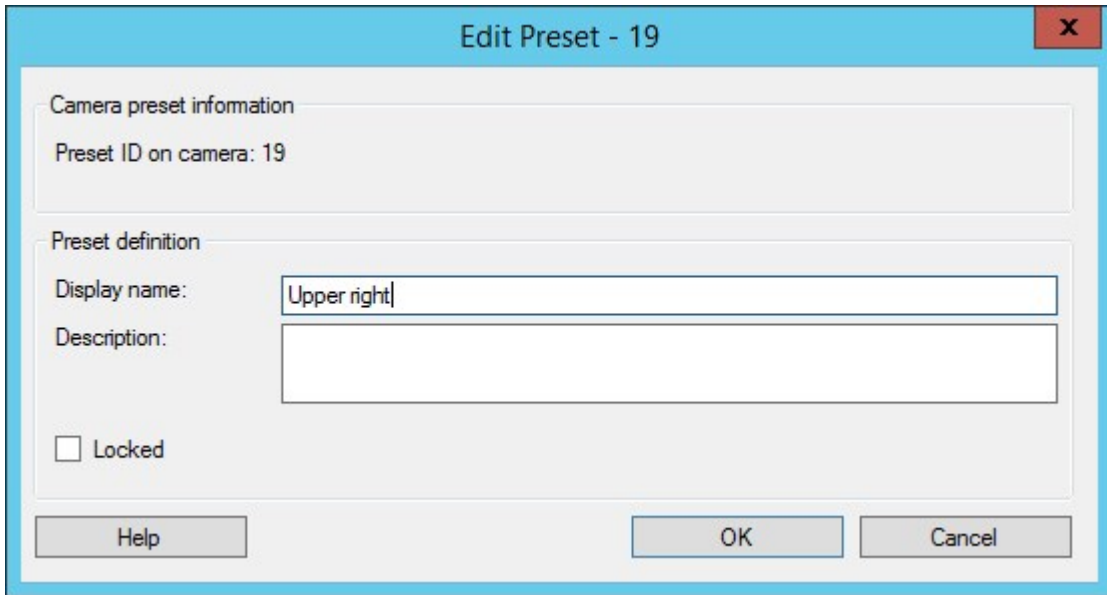 Edit Preset - 19
x
Camera preset information
Preset ID on camera: 19
Preset definition
Display name: Upper right
Description:
Locked
Help OK Cancel